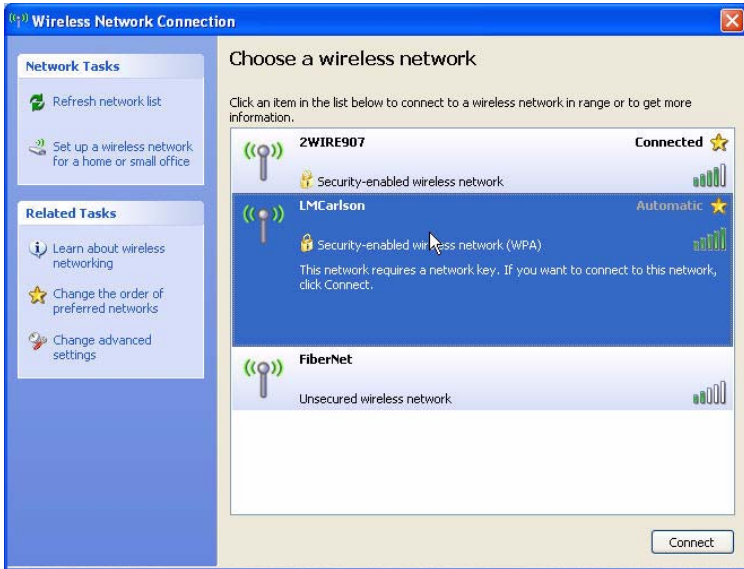 Wireless Network Connection
Network Tasks
Refresh network list
Set up a wireless network
for a home or small office
Related Tasks
Learn about wireless
networking
Change the order of
preferred networks
Change advanced
settings
Choose a wireless network
Click an item in the list below to connect to a wireless network in range or to get more
information.
2WIRE907 Connected
Security-enabled wireless network
LMCarlson Automatic
Security-enabled wireless network (WPA)
This network requires a network key. If you want to connect to this network,
click Connect.
FiberNet
Unsecured wireless network
Connect